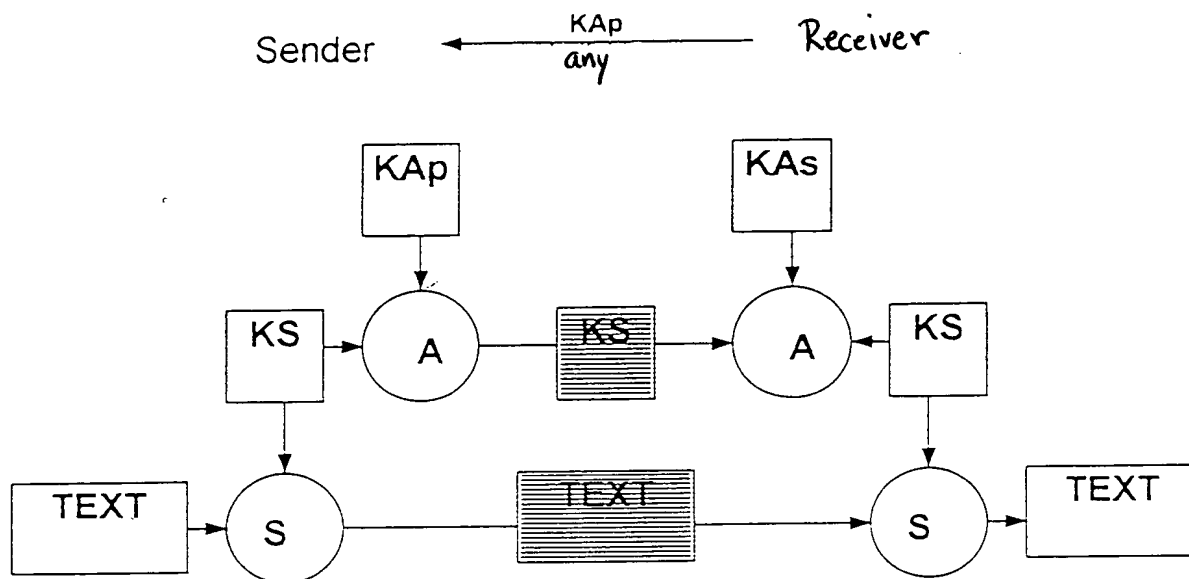 KAp
Sender any Receiver
KAp KAs
KS A KS A KS
TEXT S TEXT S TEXT